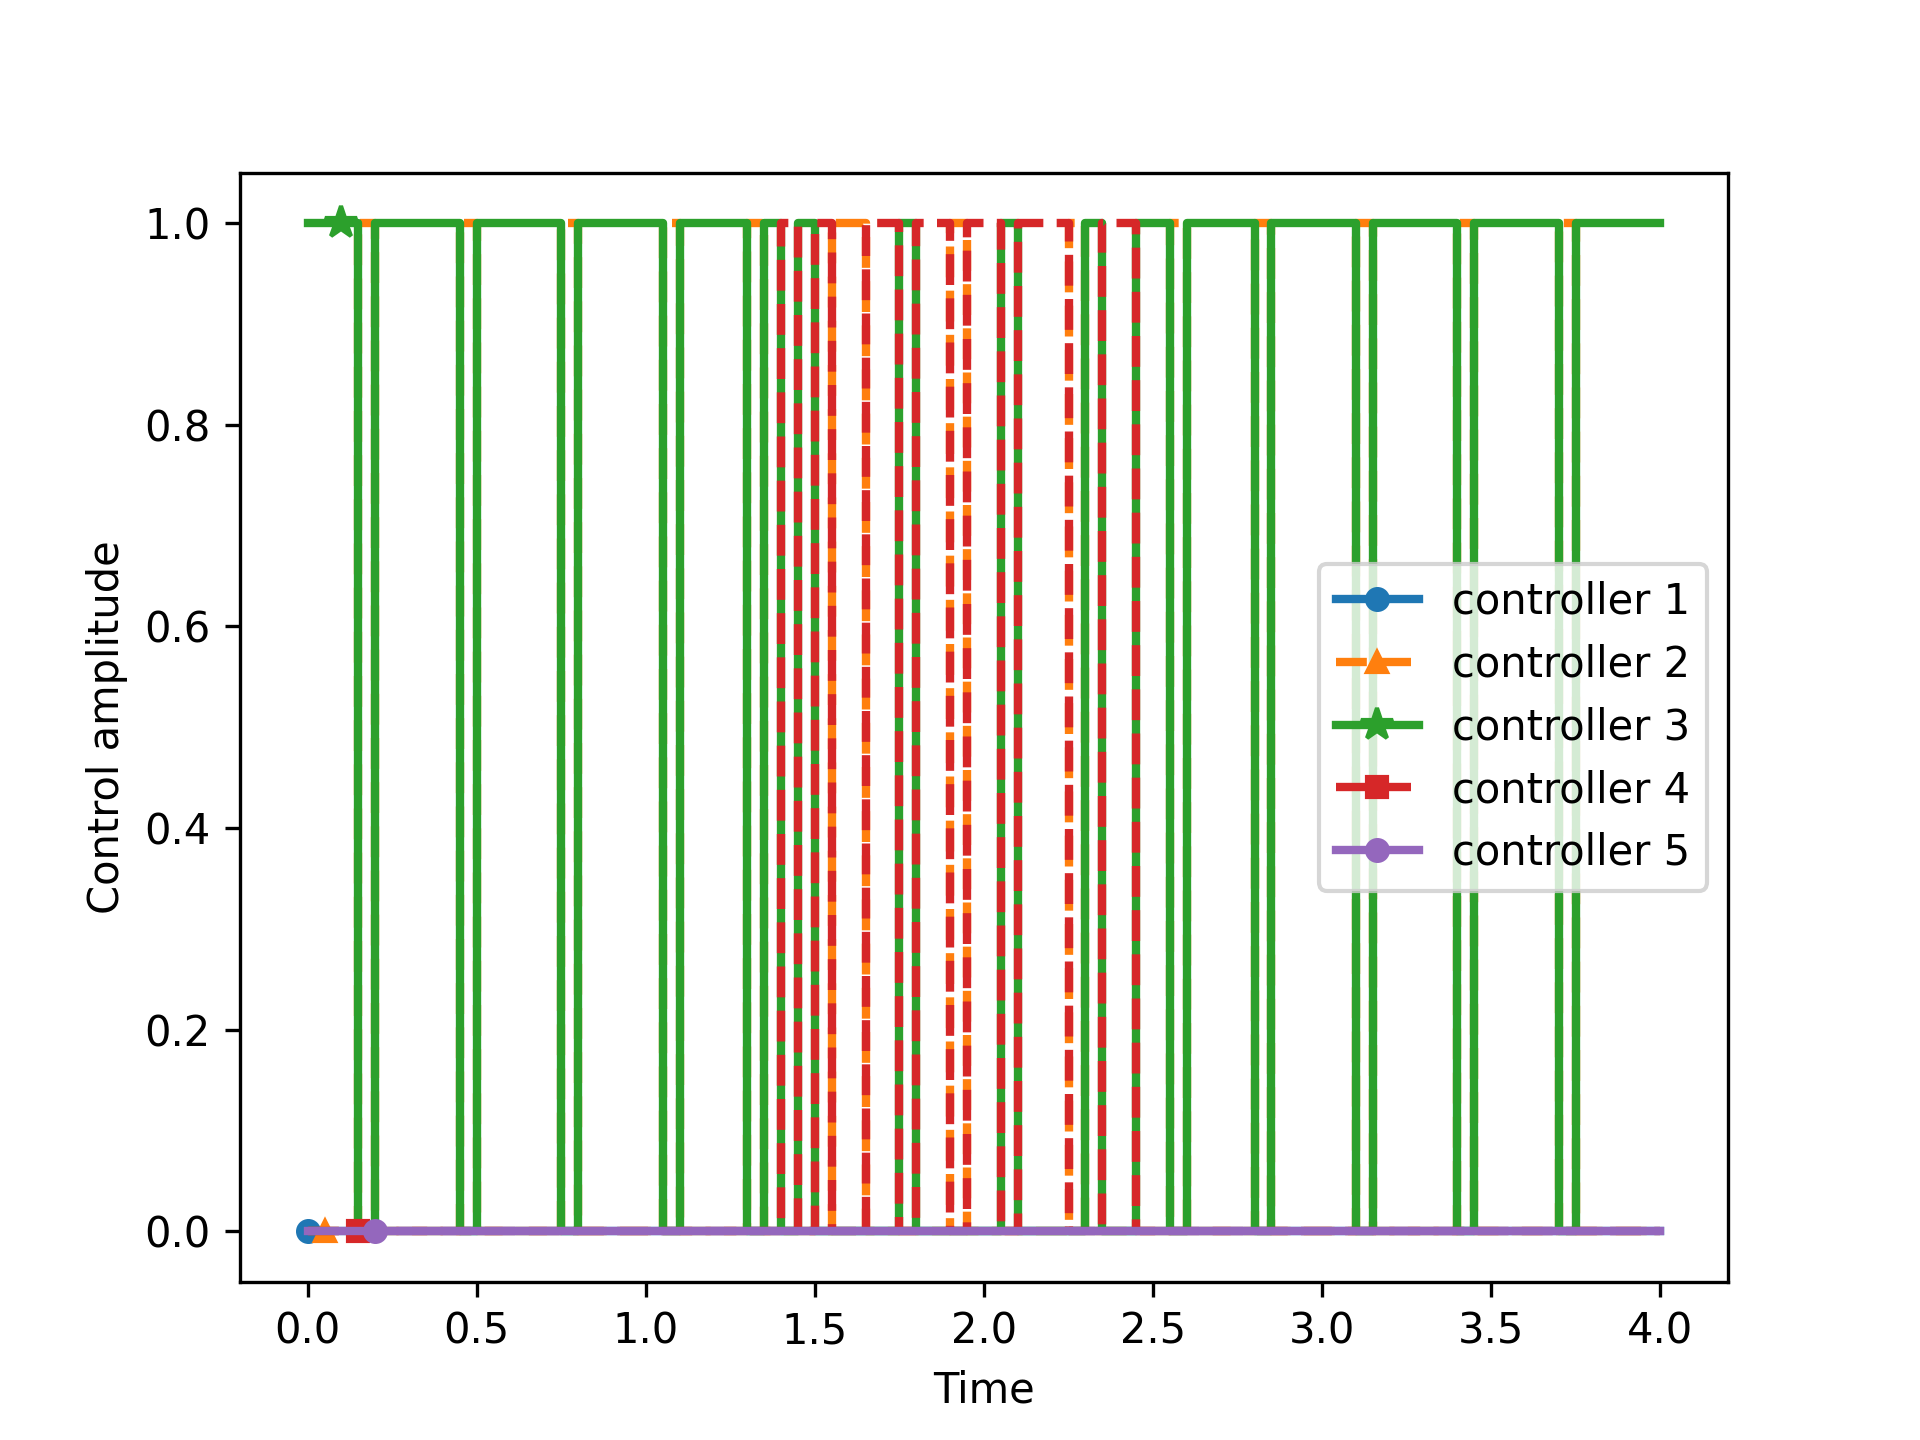 1.0
0.8
0.6
0.4
0.2
0.0
Control amplitude
controller 1
controller 2
controller 3
controller 4
controller 5
0.0 0.5 1.0 1.5 2.0 2.5 3.0 3.5 4.0
Time